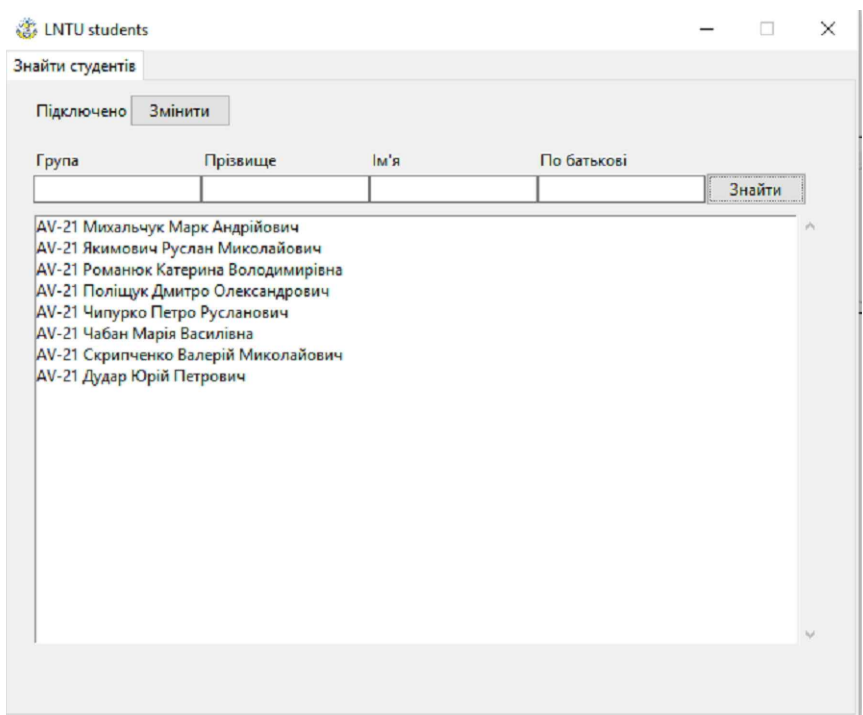 LNTU students
Знайти студентів
Підключено Змінити
Група Прізвище Ім'я По батькові
Знайти
AV-21 Михальчук Марк Андрійович
AV-21 Якимович Руслан Миколайович
AV-21 Романюк Катерина Володимирівна
AV-21 Поліщук Дмитро Олександрович
AV-21 Чипурко Петро Русланович
AV-21 Чабан Марія Василівна
AV-21 Скрипченко Валерій Миколайович
AV-21 Дудар Юрій Петрович